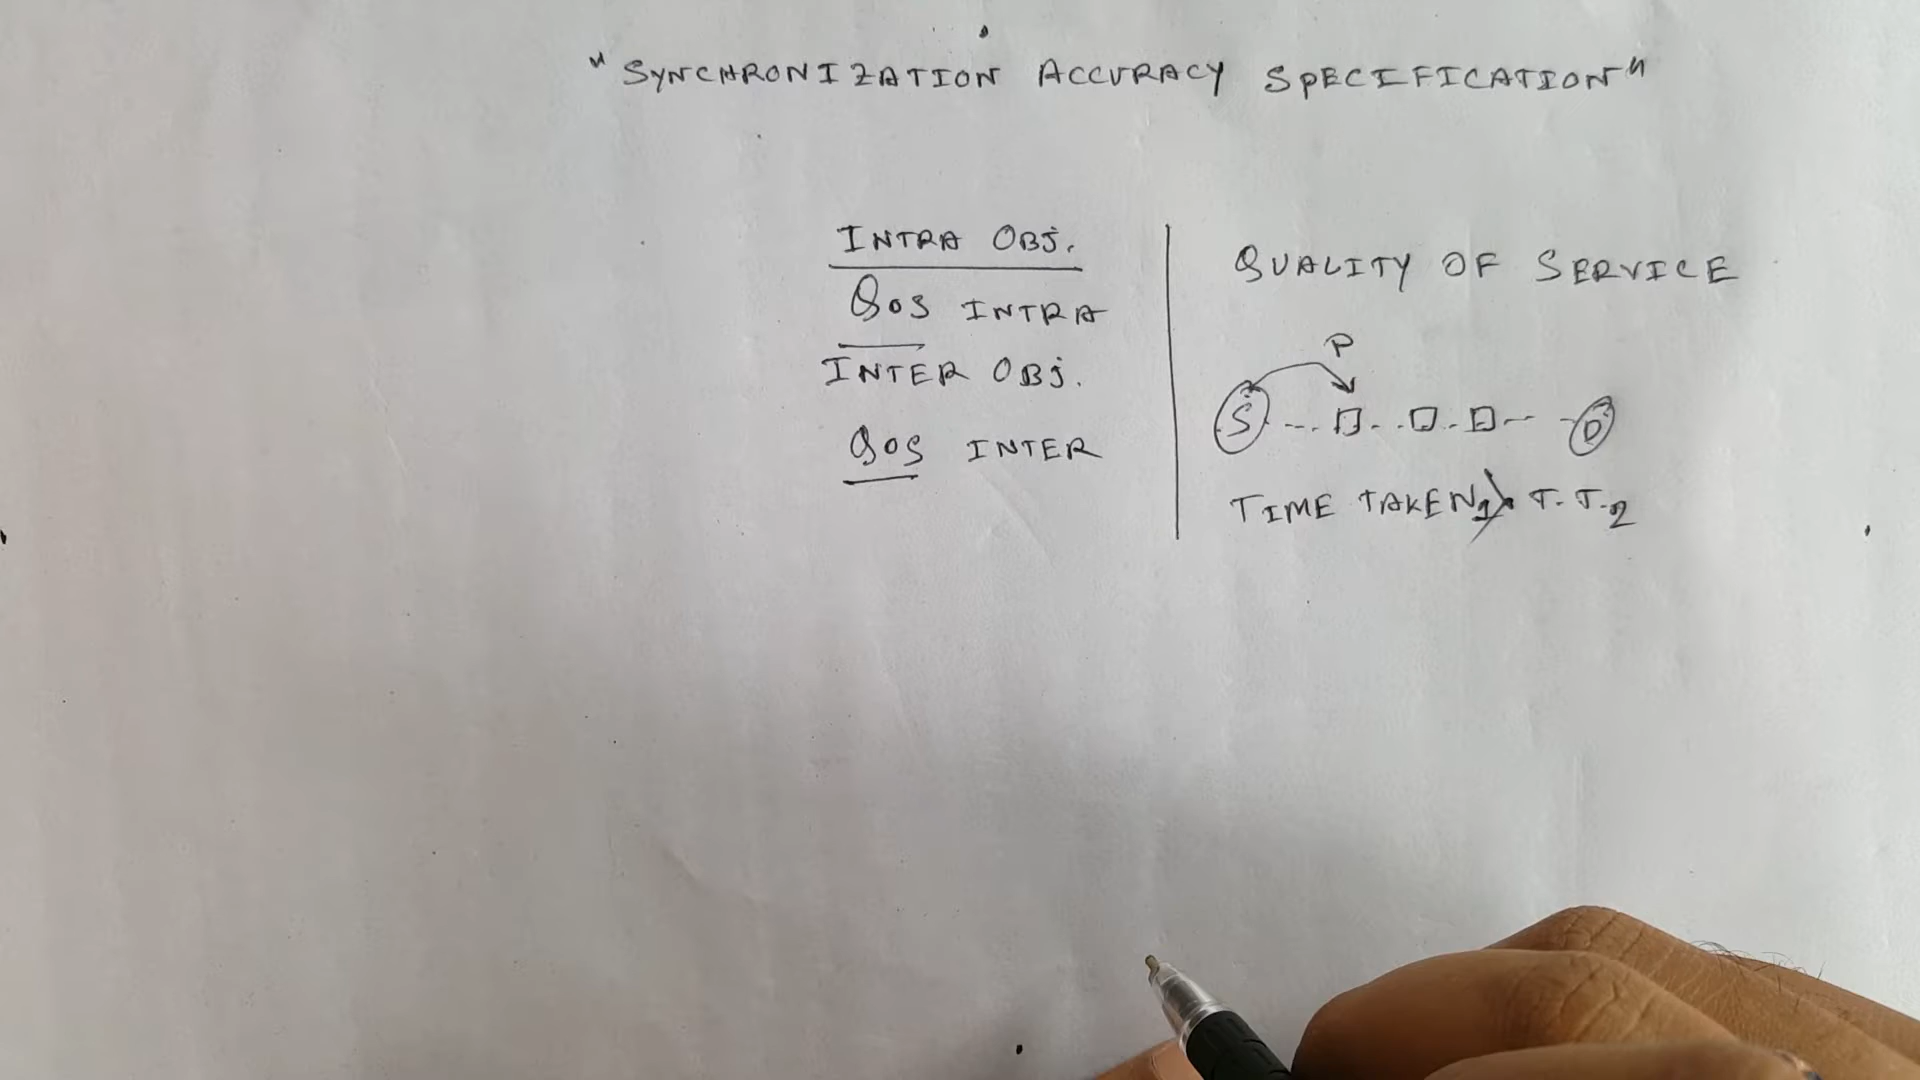 "SYNCHRONIZATION ACCURACY SPECIFICATION"
INTRA OBJ.
QOS INTRA
INTER OBJ.
QOS INTER
QUALITY OF SERVICE
P
S D
TIME TAKEN1 > T.T.2